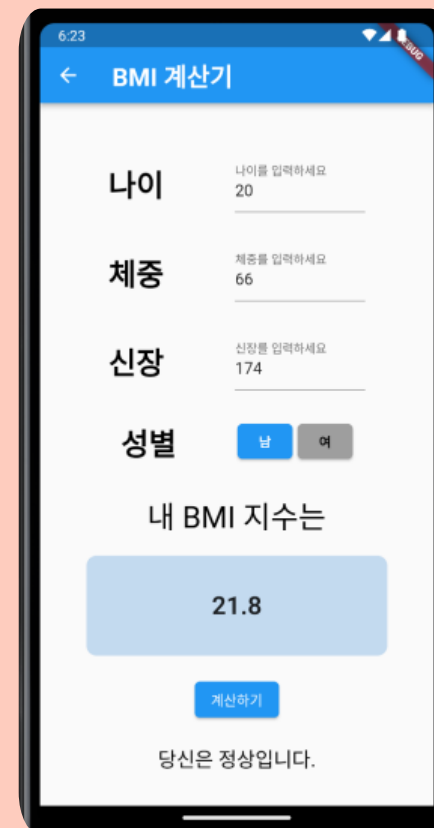 6:23
BMI 계산기
나이
나이를 입력하세요
20
체중
체중을 입력하세요
66
신장
신장를 입력하세요
174
성별 남 여
내 BMI 지수는
21.8
계산하기
당신은 정상입니다.